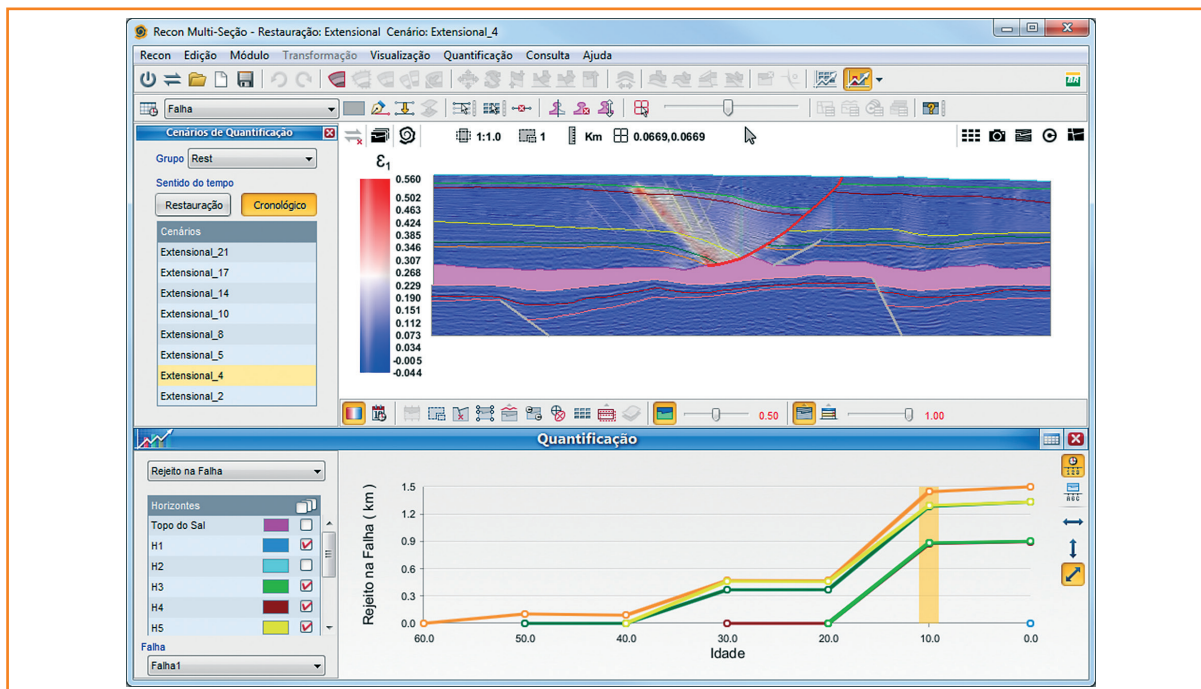 Recon Multi-Seção - Restauração: Extensional Cenário: Extensional_4
Recon Edição Módulo Transformação Visualização Quantificação Consulta Ajuda
Falha
Cenários de Quantificação
Grupo Rest
Sentido do tempo
Restauração Cronológico
Cenários
Extensional_21
Extensional_17
Extensional_14
Extensional_10
Extensional_8
Extensional_5
Extensional_4
Extensional_2
1:1.0 1 Km 0.0669,0.0669
ε1
0.560
0.502
0.463
0.424
0.385
0.346
0.307
0.268
0.229
0.190
0.151
0.112
0.073
0.034
-0.005
-0.044
0.50 1.00
Quantificação
Rejeito na Falha
Horizontes
Topo do Sal
H1
H2
H3
H4
H5
Falha
Falha1
Rejeito na Falha ( km )
1.5
1.2
0.9
0.6
0.3
0.0
60.0 50.0 40.0 30.0 20.0 10.0 0.0
Idade